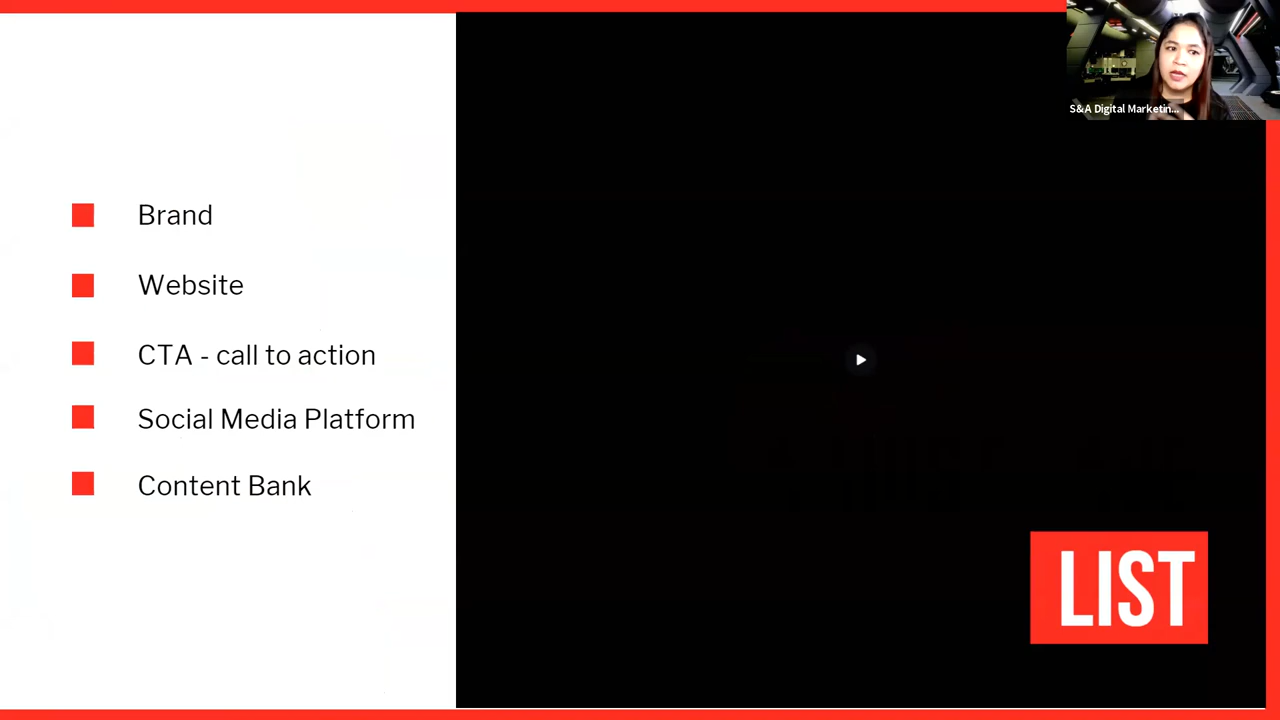 S&A Digital Marketin...
Brand
Website
CTA - call to action
Social Media Platform
Content Bank
LIST